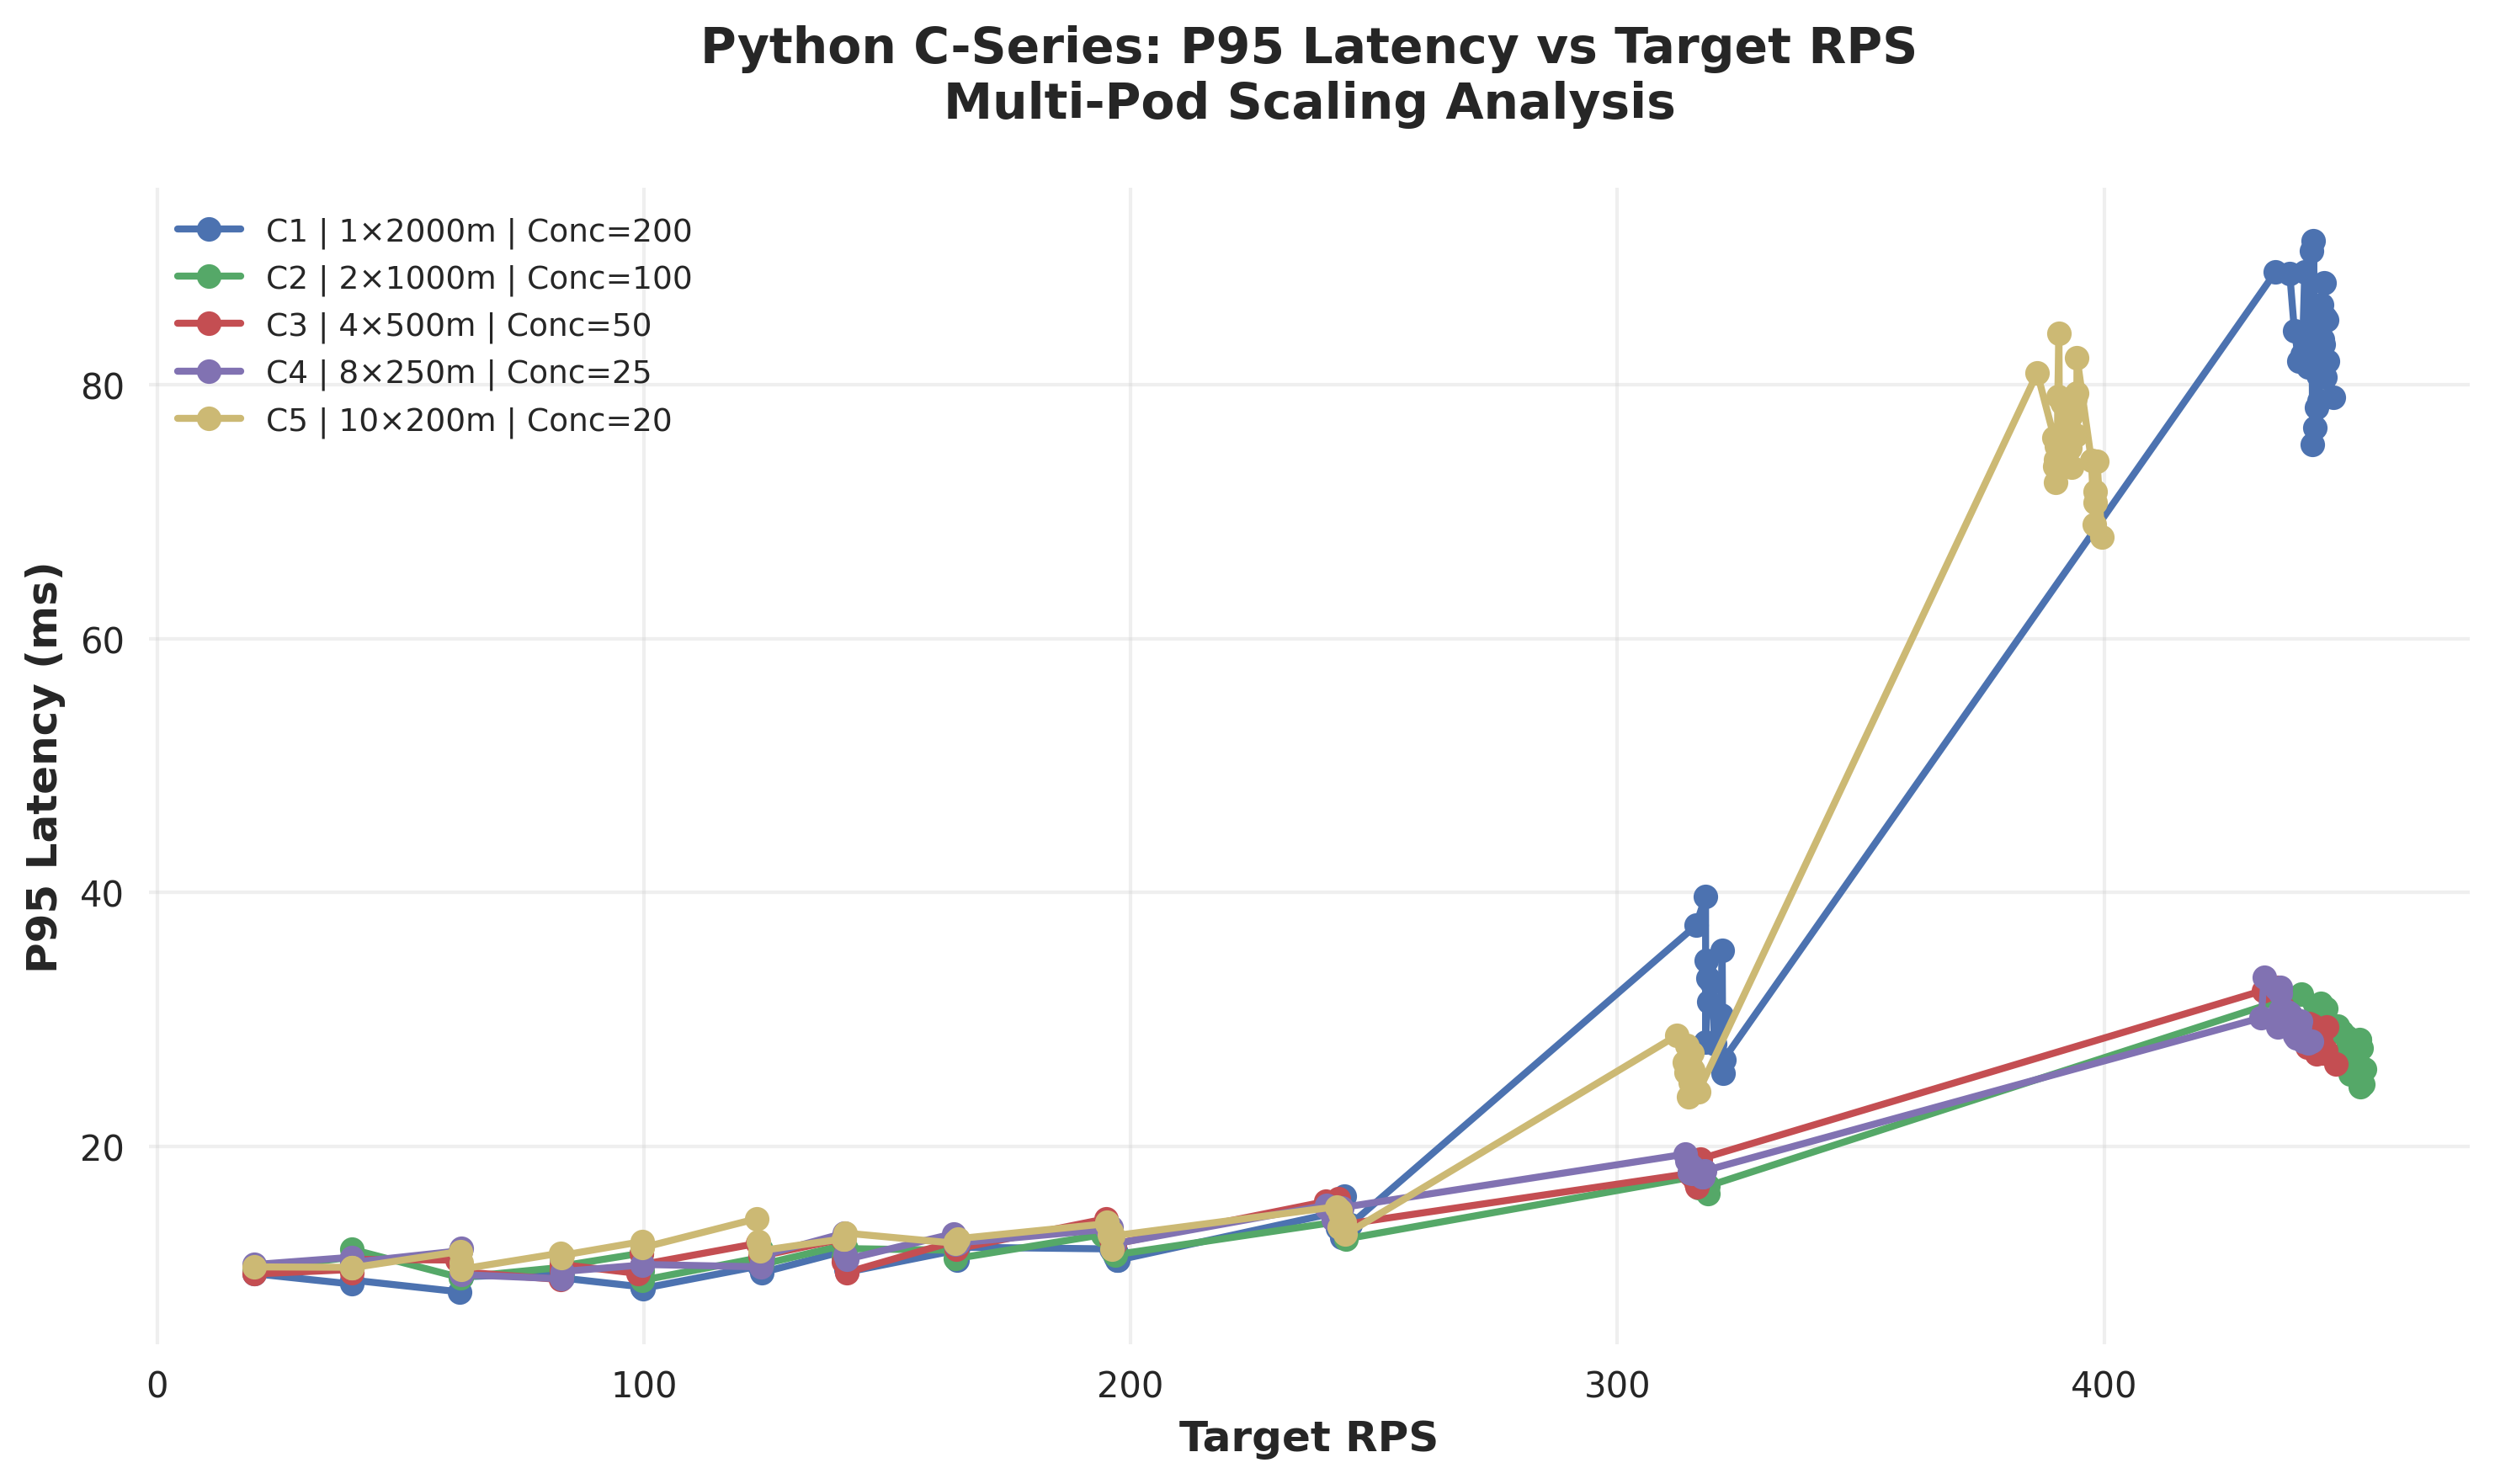 Python C-Series: P95 Latency vs Target RPS
Multi-Pod Scaling Analysis
C1 | 1×2000m | Conc=200
C2 | 2×1000m | Conc=100
C3 | 4×500m | Conc=50
C4 | 8×250m | Conc=25
C5 | 10×200m | Conc=20
P95 Latency (ms)
80
60
40
20
0 100 200 300 400
Target RPS